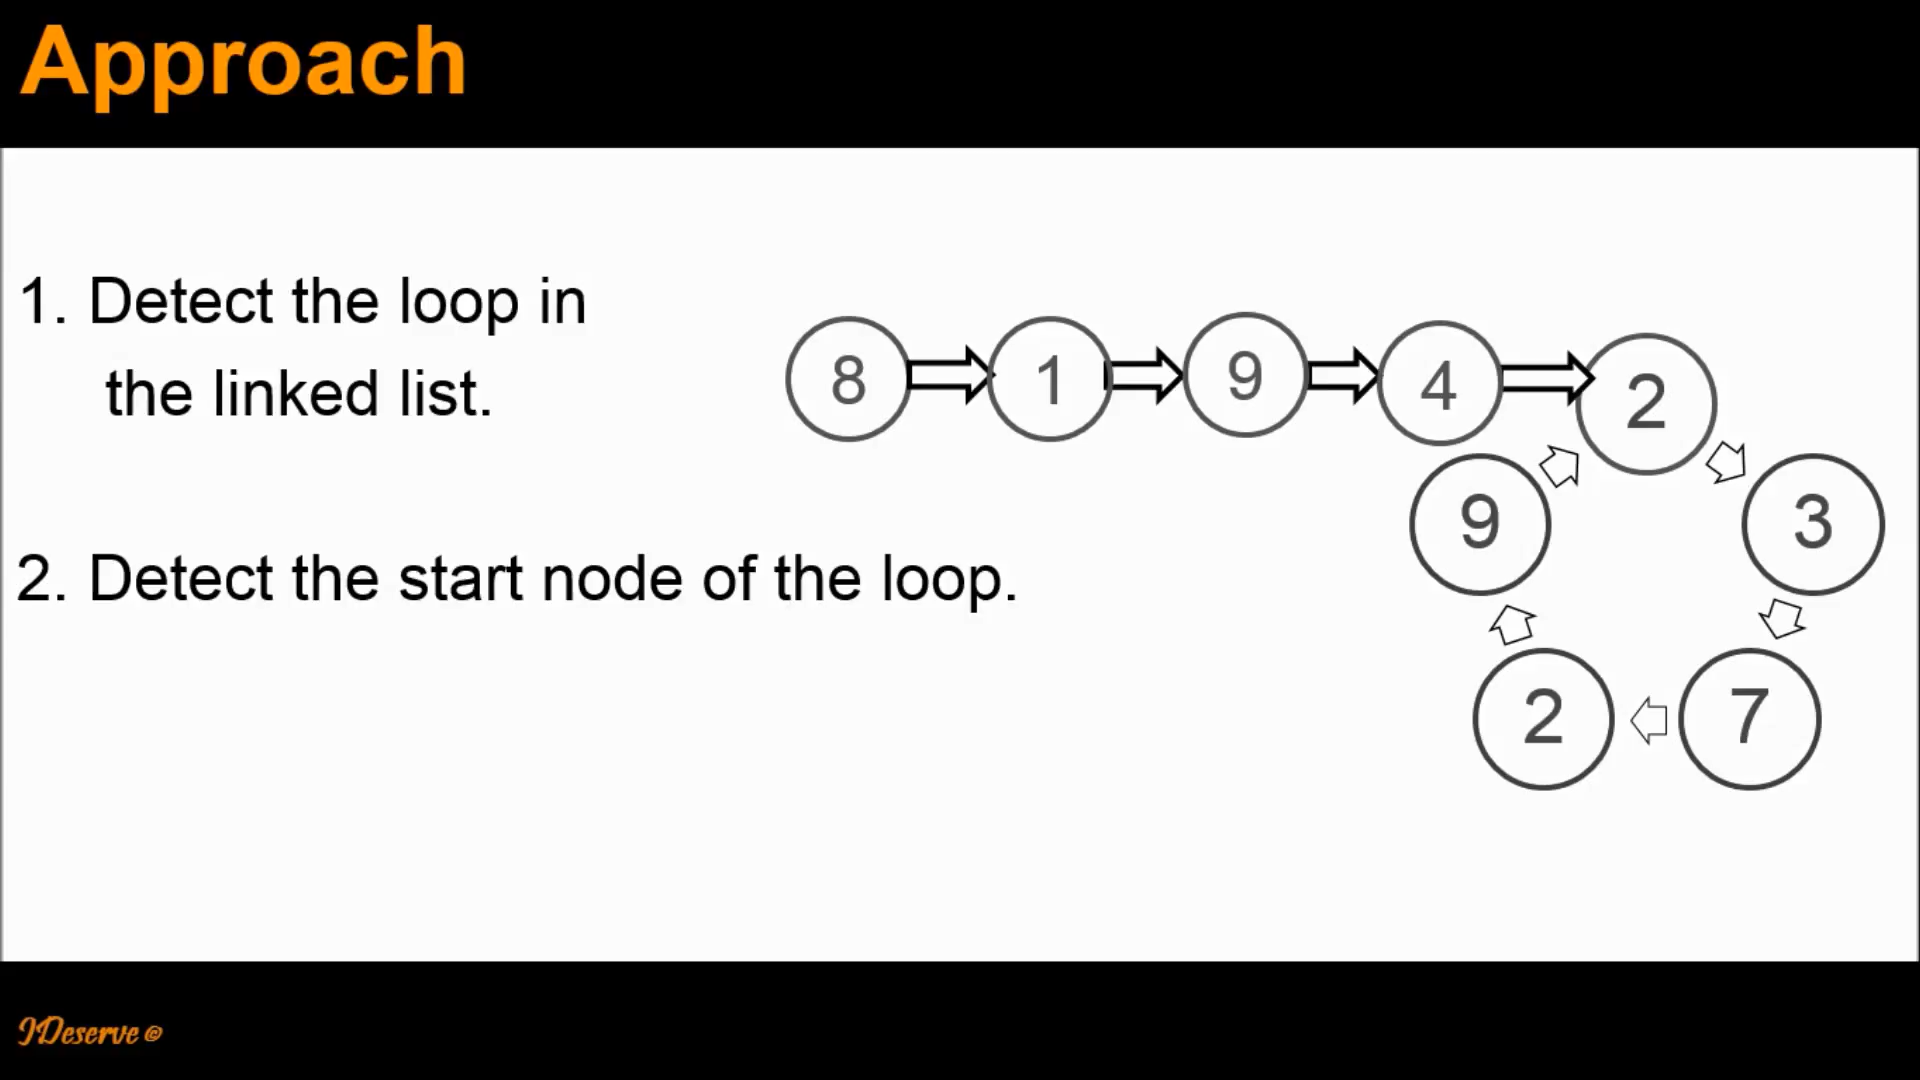 Approach
1. Detect the loop in
the linked list.
2. Detect the start node of the loop.
8 1 9 4 2
9 3
2 7
IDeserve ©